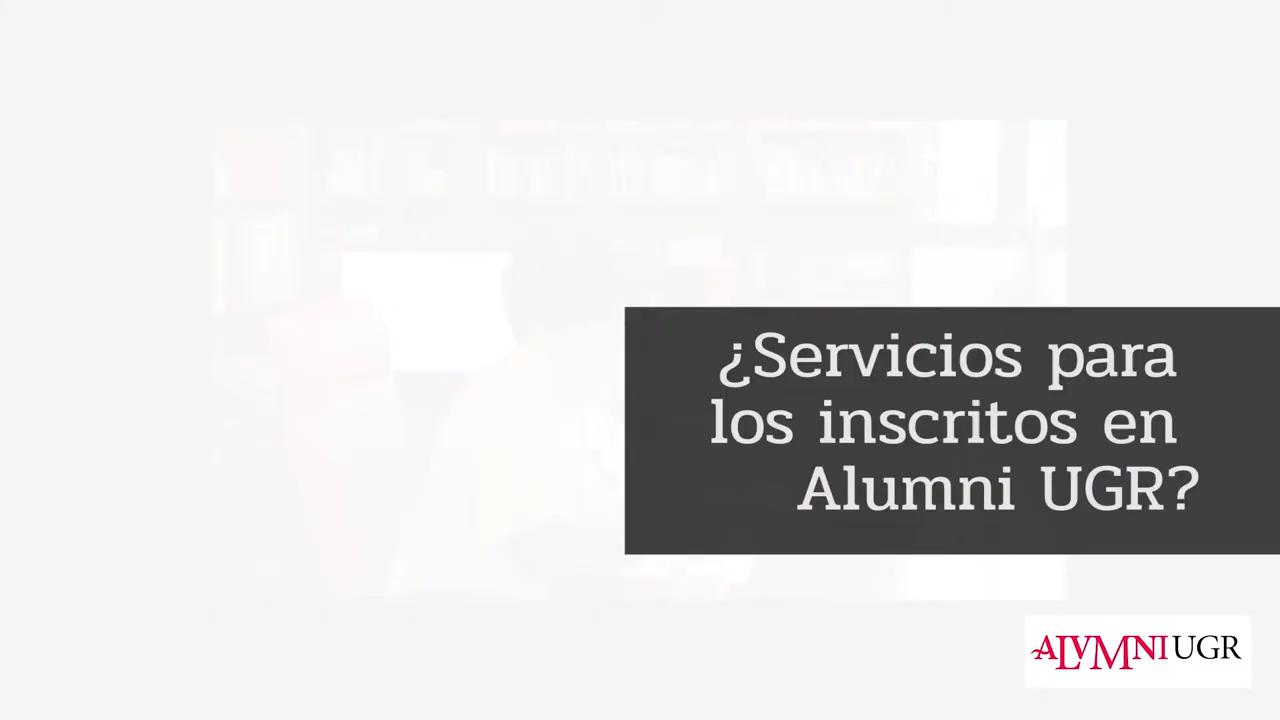 ¿Servicios para
los inscritos en
Alumni UGR?
ALVMNI UGR